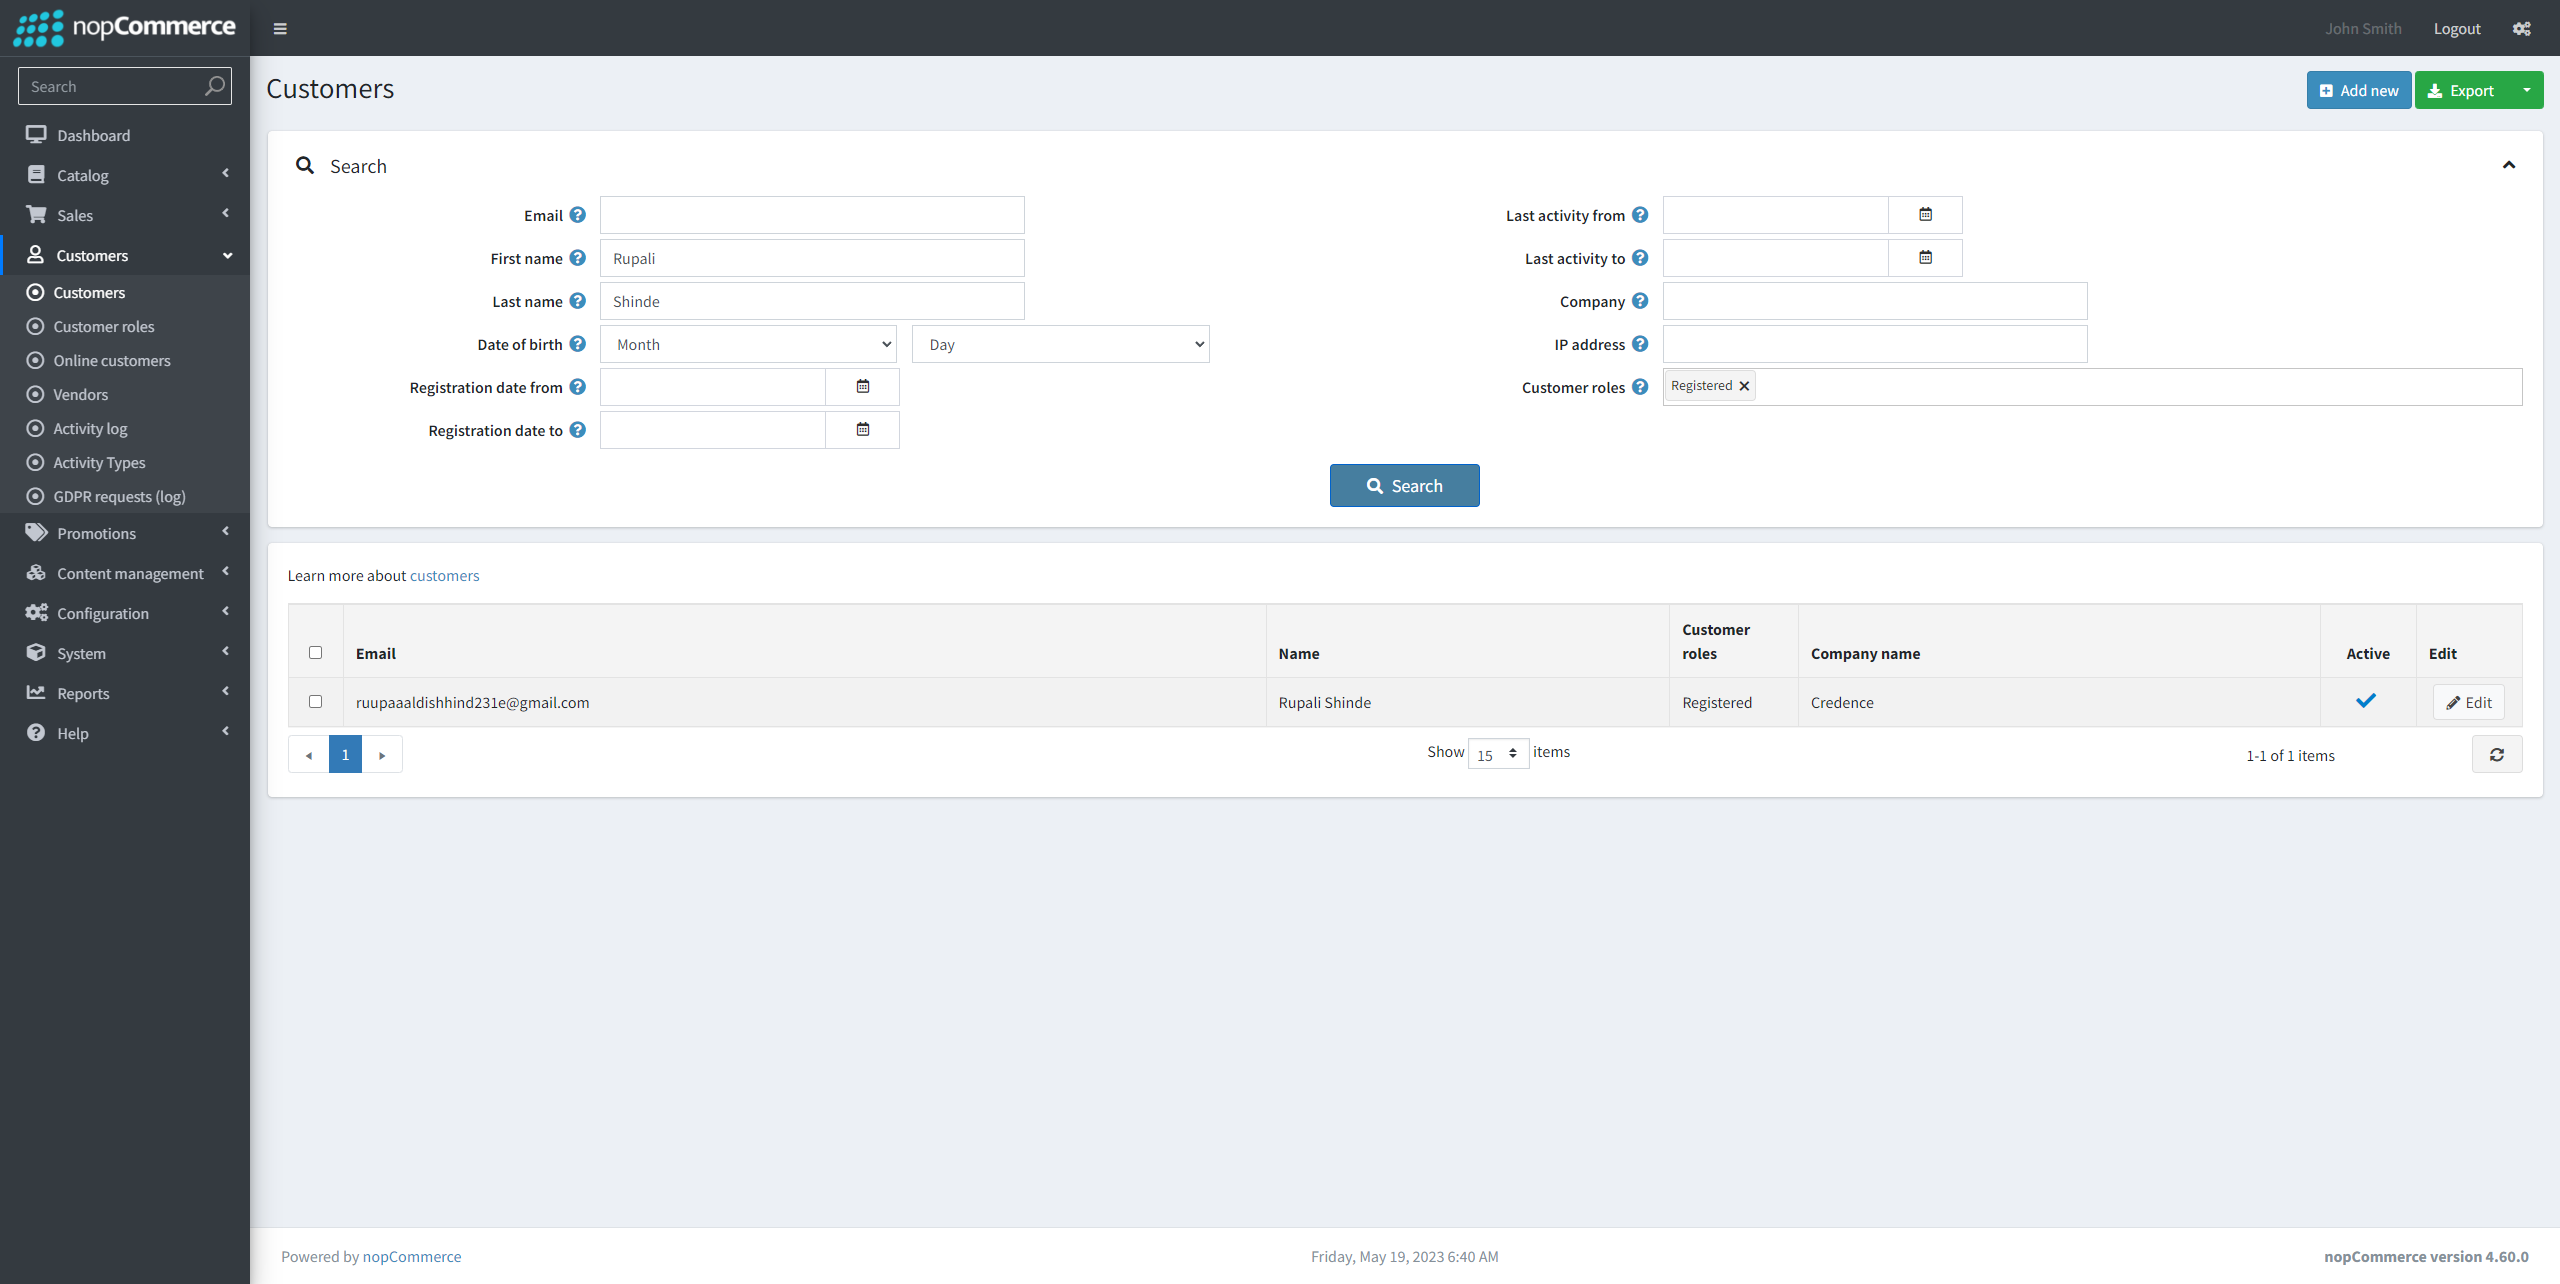 nopCommerce
John Smith
Logout
Search
Dashboard
Catalog
Sales
Customers
Customers
Customer roles
Online customers
Vendors
Activity log
Activity Types
GDPR requests (log)
Promotions
Content management
Configuration
System
Reports
Help
Customers
Add new
Export
Search
Email
First name
Rupali
Last name
Shinde
Date of birth
Month
Day
Registration date from
Registration date to
Last activity from
Last activity to
Company
IP address
Customer roles
Registered
Search
Learn more about customers
Email
Name
Customer roles
Company name
Active
Edit
ruupaaaldishhind231e@gmail.com
Rupali Shinde
Registered
Credence
Edit
1
Show 15 items
1-1 of 1 items
Powered by nopCommerce
Friday, May 19, 2023 6:40 AM
nopCommerce version 4.60.0